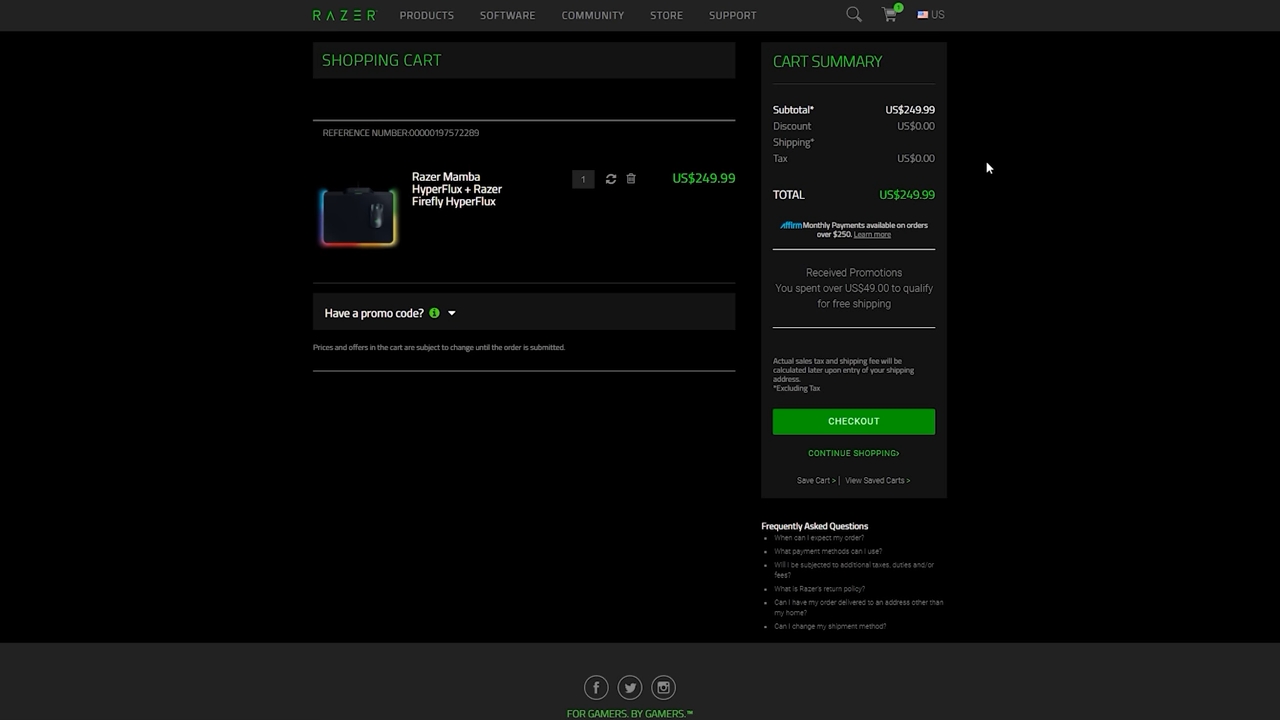 RAZER
PRODUCTS
SOFTWARE
COMMUNITY
STORE
SUPPORT
1
US
SHOPPING CART
REFERENCE NUMBER:00000197572289
Razer Mamba
HyperFlux + Razer
Firefly HyperFlux
1
US$249.99
Have a promo code?
Prices and offers in the cart are subject to change until the order is submitted.
CART SUMMARY
Subtotal* US$249.99
Discount US$0.00
Shipping*
Tax US$0.00
TOTAL US$249.99
affirm Monthly Payments available on orders
over $250. Learn more
Received Promotions
You spent over US$49.00 to qualify
for free shipping
Actual sales tax and shipping fee will be
calculated later upon entry of your shipping
address.
*Excluding Tax
CHECKOUT
CONTINUE SHOPPING>
Save Cart > | View Saved Carts >
Frequently Asked Questions
When can I expect my order?
What payment methods can I use?
Will I be subjected to additional taxes, duties and/or
fees?
What is Razer's return policy?
Can I have my order delivered to an address other than
my home?
Can I change my shipment method?
FOR GAMERS. BY GAMERS.™